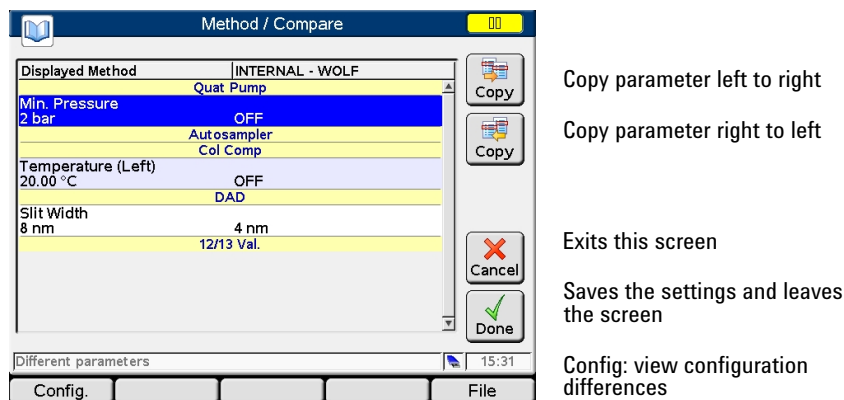 Method / Compare
Displayed Method INTERNAL - WOLF
Quat Pump
Min. Pressure
2 bar OFF
Autosampler
Col Comp
Temperature (Left)
20.00 °C OFF
DAD
Slit Width
8 nm 4 nm
12/13 Val.
Copy
Copy
Cancel
Done
Different parameters 15:31
Config. File
Copy parameter left to right
Copy parameter right to left
Exits this screen
Saves the settings and leaves
the screen
Config: view configuration
differences